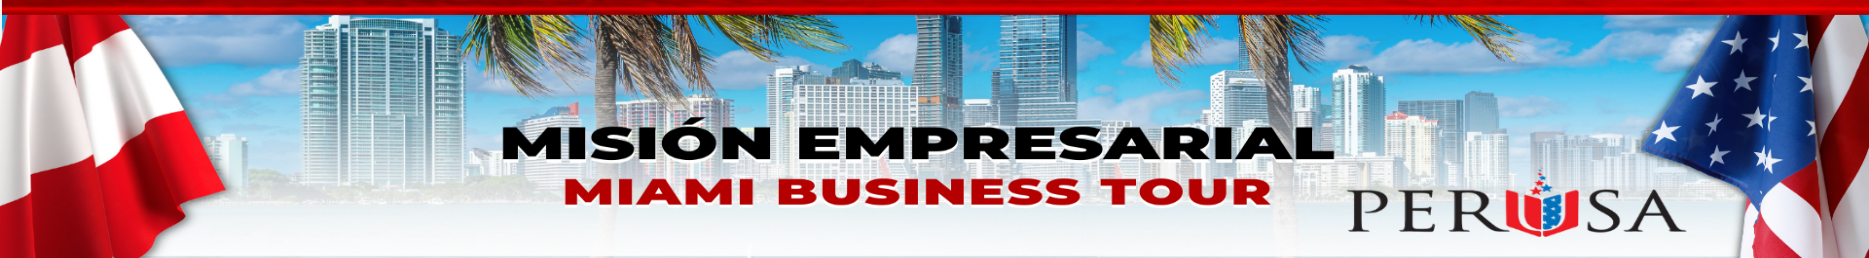 MISIÓN EMPRESARIAL
MIAMI BUSINESS TOUR
PERUSA